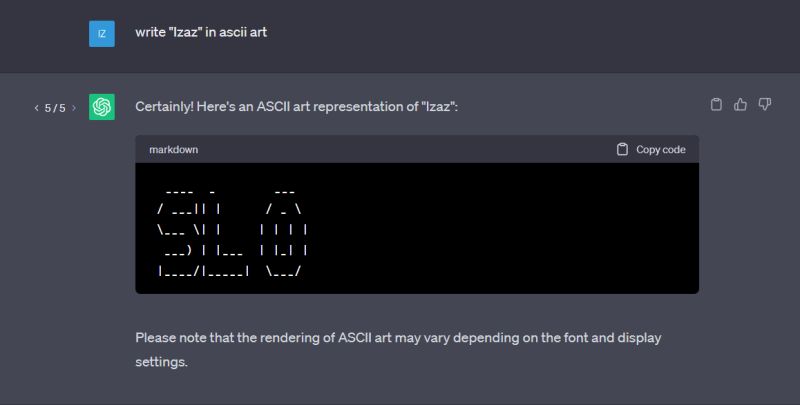 IZ
write "Izaz" in ascii art
< 5 / 5 >
Certainly! Here's an ASCII art representation of "Izaz":
markdown
Copy code
  ____  _        ___
 / ___|| |      / _ \
 \___ \| |     | | | |
  ___) | |___  | |_| |
 |____/|_____|  \___/
Please note that the rendering of ASCII art may vary depending on the font and display
settings.